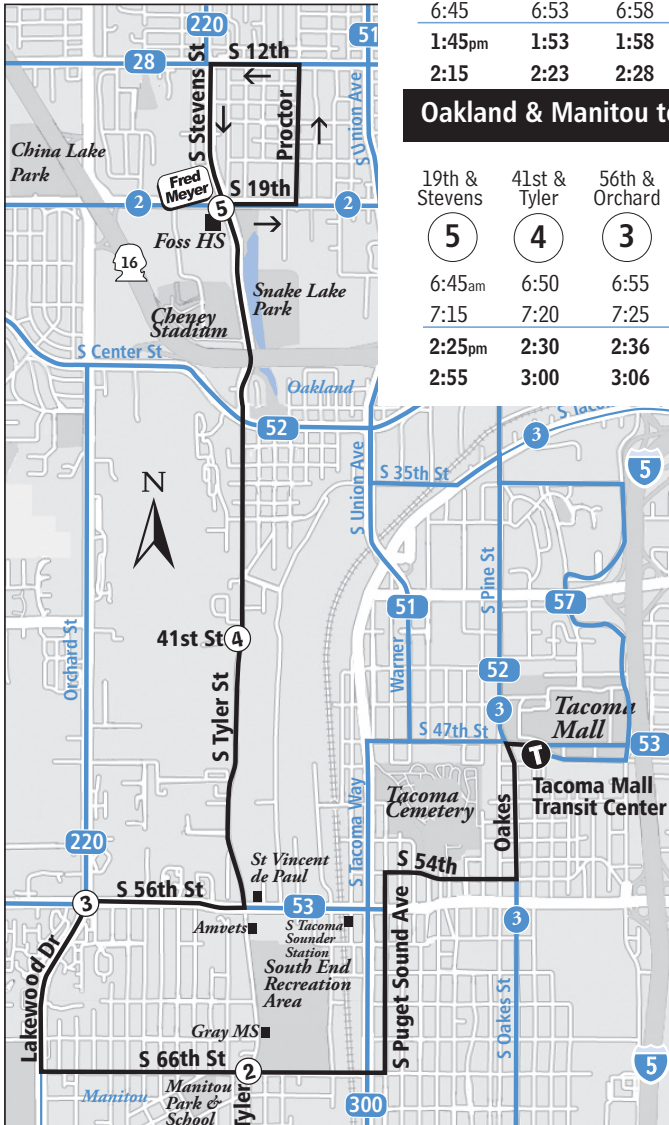 6:45 6:53 6:58
1:45pm 1:53 1:58
2:15 2:23 2:28
Oakland & Manitou
19th & Stevens
41st & Tyler
56th & Orchard
5 4 3
6:45am 6:50 6:55
7:15 7:20 7:25
2:25pm 2:30 2:36
2:55 3:00 3:06
220
51
28
S 12th
S Stevens St
Proctor
S Union Ave
China Lake
Park
Fred
Meyer
S 19th
2
5
2
Foss HS
16
Snake Lake
Park
Cheney
Stadium
S Center St
Oakland
52
3
5
S 35th St
S Union Ave
N
S Pine St
51
57
Orchard St
41st St
4
Warner
52
S Tyler St
3
Tacoma
Mall
S 47th St
53
T
Tacoma Mall
Transit Center
S Tacoma Way
Tacoma
Cemetery
Oakes
220
St Vincent
de Paul
S 54th
3
S 56th St
53
3
Amvets
S Tacoma
Sounder
Station
South End
Recreation
Area
Lakewood Dr
S Puget Sound Ave
S Oakes St
Gray MS
S 66th St
2
5
Manitou
Manitou
Park &
School
Tyler
300